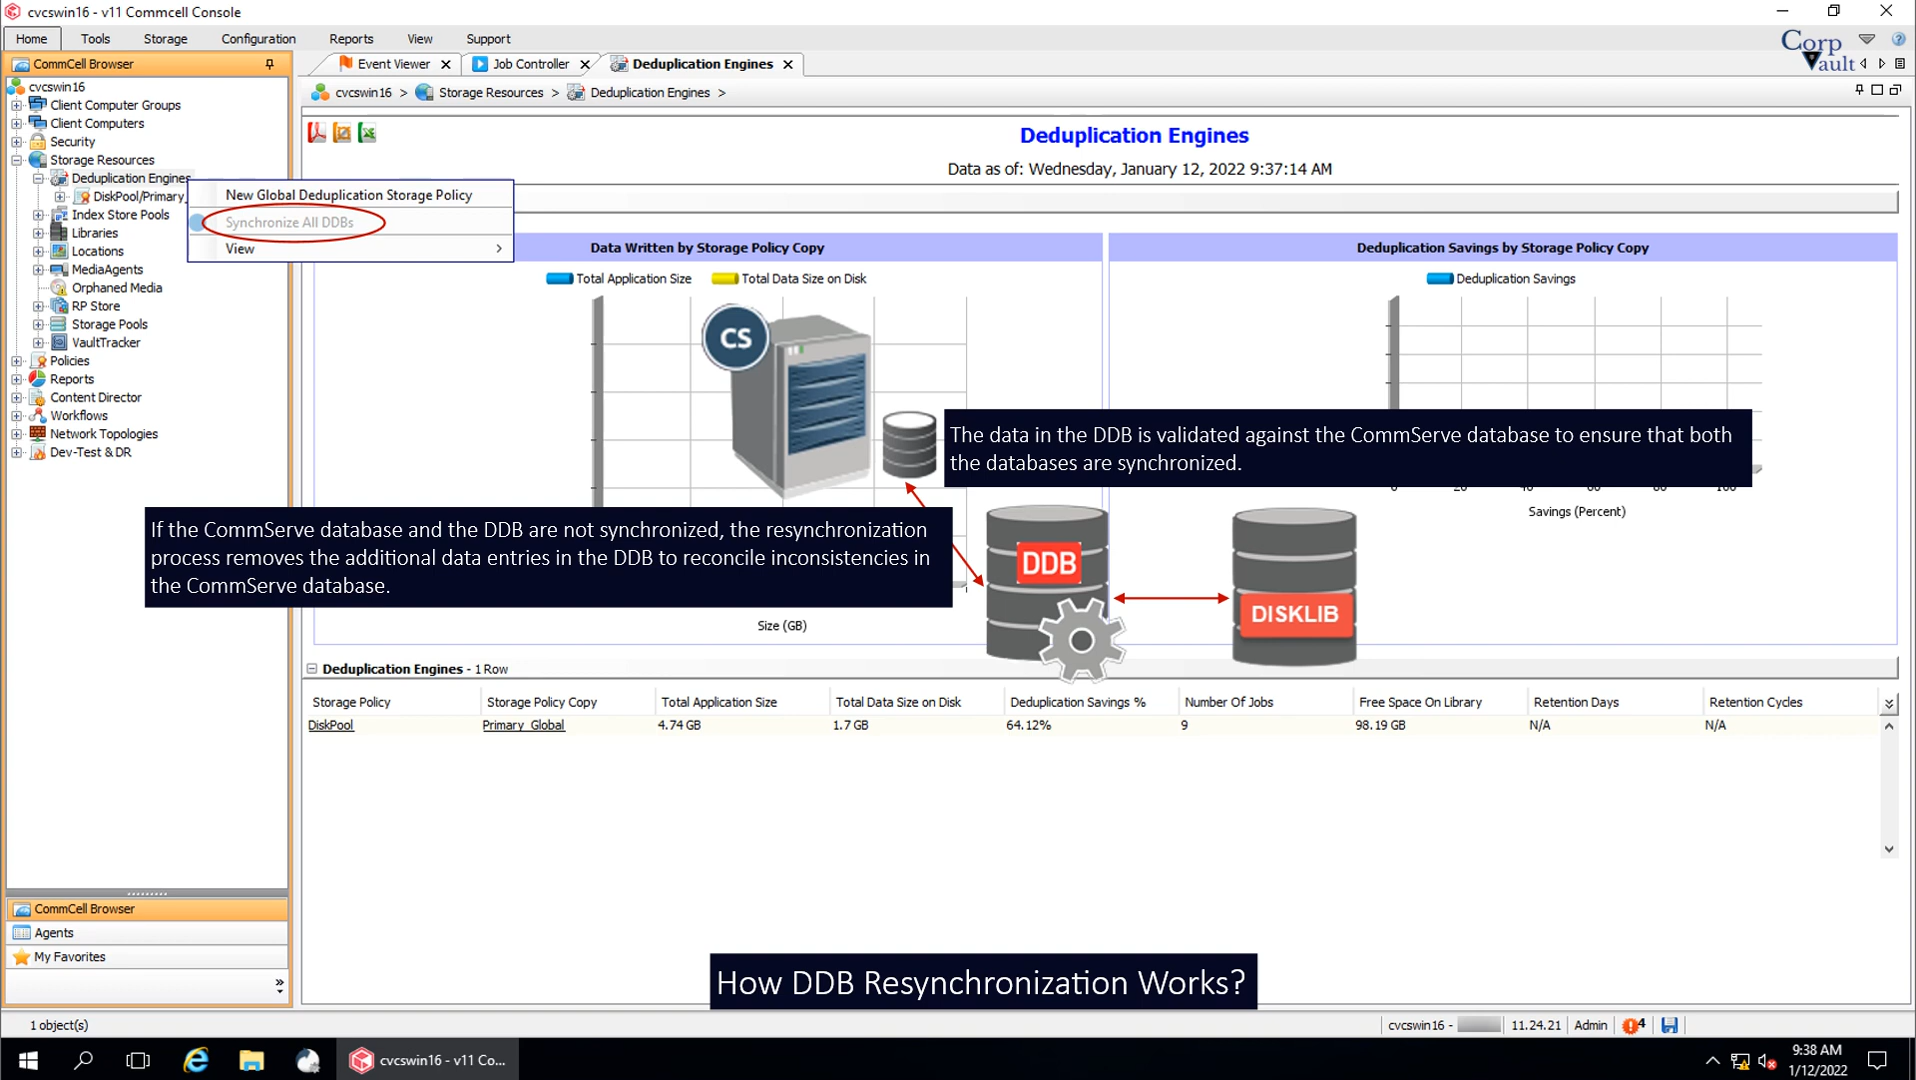 cvcswin16 - v11 Commcell Console
Home Tools Storage Configuration Reports View Support
Corp Vault
CommCell Browser
Event Viewer Job Controller Deduplication Engines
cvcswin16
Client Computer Groups
Client Computers
Security
Storage Resources
Deduplication Engines
DiskPool/Primary_
Index Store Pools
Libraries
Locations
MediaAgents
Orphaned Media
RP Store
Storage Pools
VaultTracker
Policies
Reports
Content Director
Workflows
Network Topologies
Dev-Test & DR
New Global Deduplication Storage Policy
Synchronize All DDBs
View >
cvcswin16 > Storage Resources > Deduplication Engines >
Deduplication Engines
Data as of: Wednesday, January 12, 2022 9:37:14 AM
Data Written by Storage Policy Copy
Total Application Size Total Data Size on Disk
Size (GB)
Deduplication Savings by Storage Policy Copy
Deduplication Savings
0 20 40 60 80 100
Savings (Percent)
CS
The data in the DDB is validated against the CommServe database to ensure that both
the databases are synchronized.
If the CommServe database and the DDB are not synchronized, the resynchronization
process removes the additional data entries in the DDB to reconcile inconsistencies in
the CommServe database.
DDB
DISKLIB
Deduplication Engines - 1 Row
Storage Policy Storage Policy Copy Total Application Size Total Data Size on Disk Deduplication Savings % Number Of Jobs Free Space On Library Retention Days Retention Cycles
DiskPool Primary_Global 4.74 GB 1.7 GB 64.12% 9 98.19 GB N/A N/A
CommCell Browser
Agents
My Favorites
How DDB Resynchronization Works?
1 object(s)
cvcswin16 - 11.24.21 Admin 4
cvcswin16 - v11 Co...
9:38 AM
1/12/2022